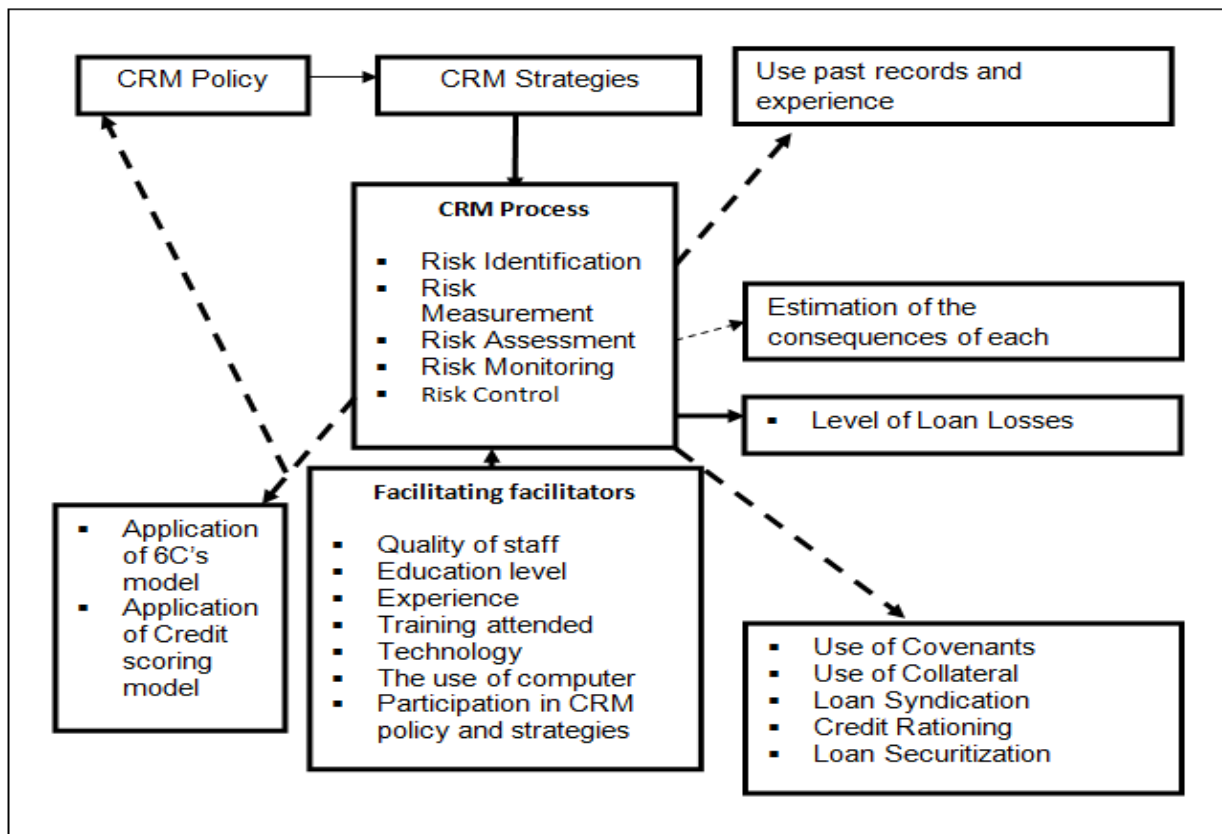 CRM Policy
CRM Strategies
Use past records and
experience
CRM Process
▪ Risk Identification
▪ Risk
Measurement
▪ Risk Assessment
▪ Risk Monitoring
▪ Risk Control
Estimation of the
consequences of each
▪ Level of Loan Losses
Facilitating facilitators
▪ Quality of staff
▪ Education level
▪ Experience
▪ Training attended
▪ Technology
▪ The use of computer
▪ Participation in CRM
policy and strategies
▪ Application
of 6C's
model
▪ Application
of Credit
scoring
model
▪ Use of Covenants
▪ Use of Collateral
▪ Loan Syndication
▪ Credit Rationing
▪ Loan Securitization